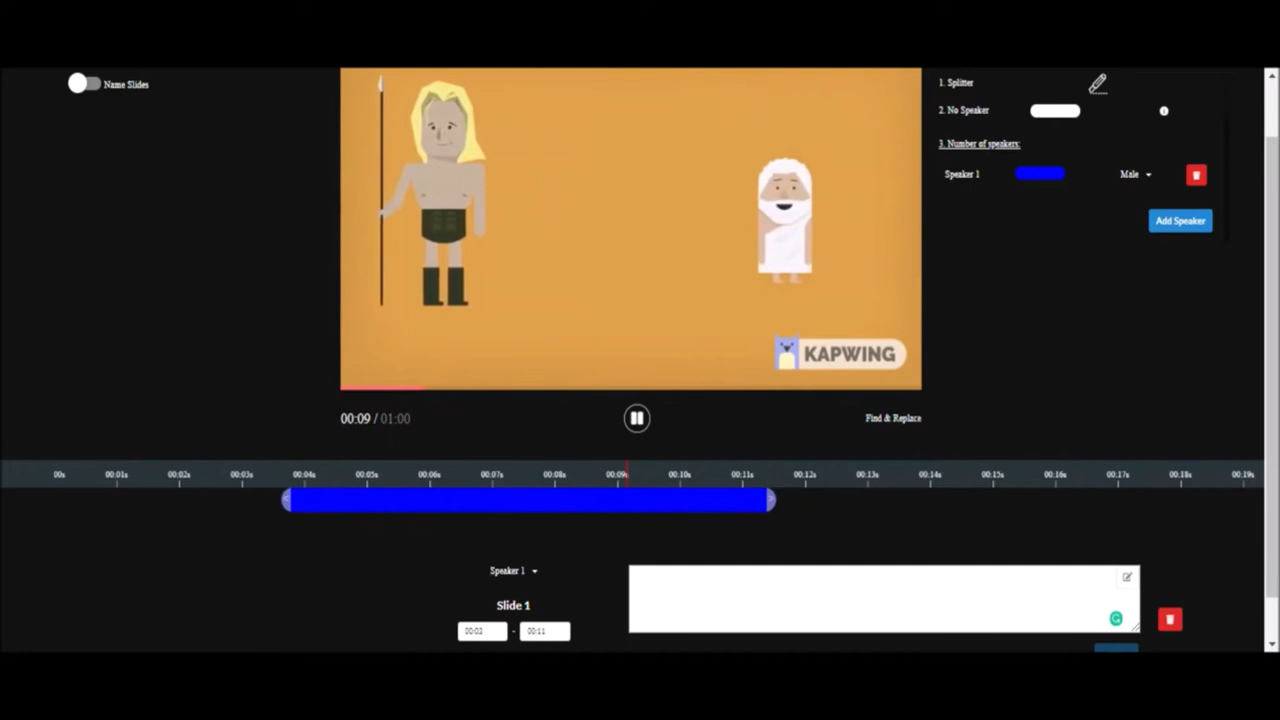 Name Slides
1. Splitter
2. No Speaker
3. Number of speakers:
Speaker 1
Male
Add Speaker
KAPWING
00:09 / 01:00
Find & Replace
00s 00:01s 00:02s 00:03s 00:04s 00:05s 00:06s 00:07s 00:08s 00:09s 00:10s 00:11s 00:12s 00:13s 00:14s 00:15s 00:16s 00:17s 00:18s 00:19s
Speaker 1
Slide 1
00:03 - 00:11